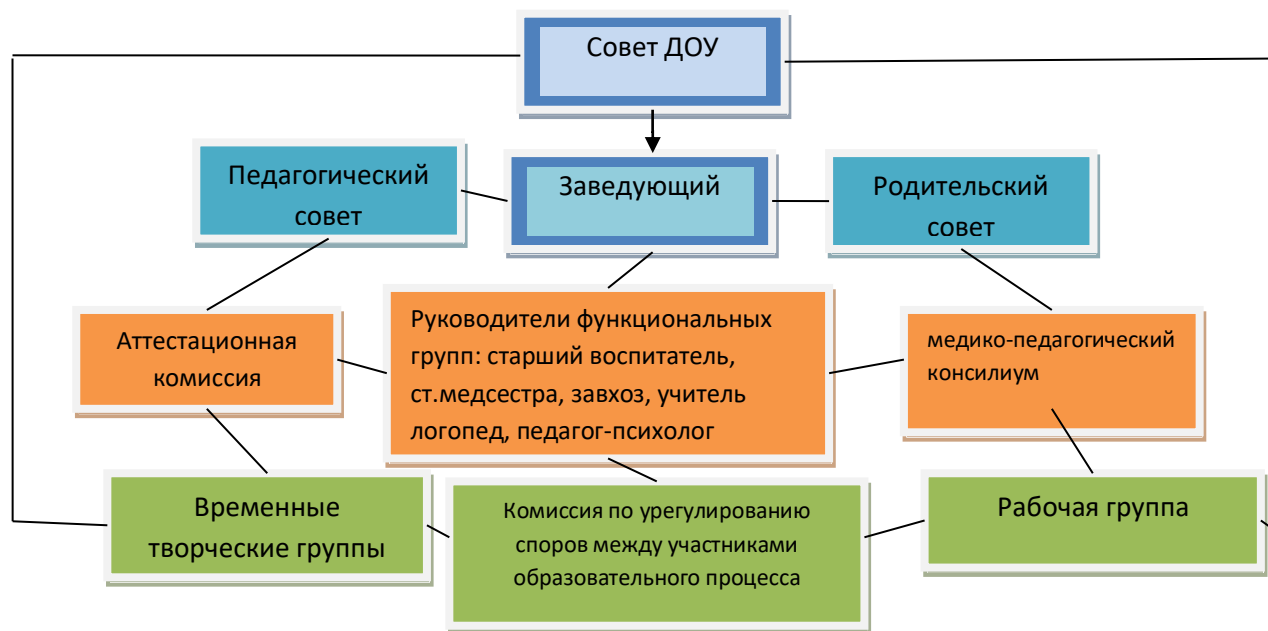 Совет ДОУ
Педагогический
совет
Заведующий
Родительский
совет
Аттестационная
комиссия
Руководители функциональных
групп: старший воспитатель,
ст.медсестра, завхоз, учитель
логопед, педагог-психолог
медико-педагогический
консилиум
Временные
творческие группы
Комиссия по урегулированию
споров между участниками
образовательного процесса
Рабочая группа